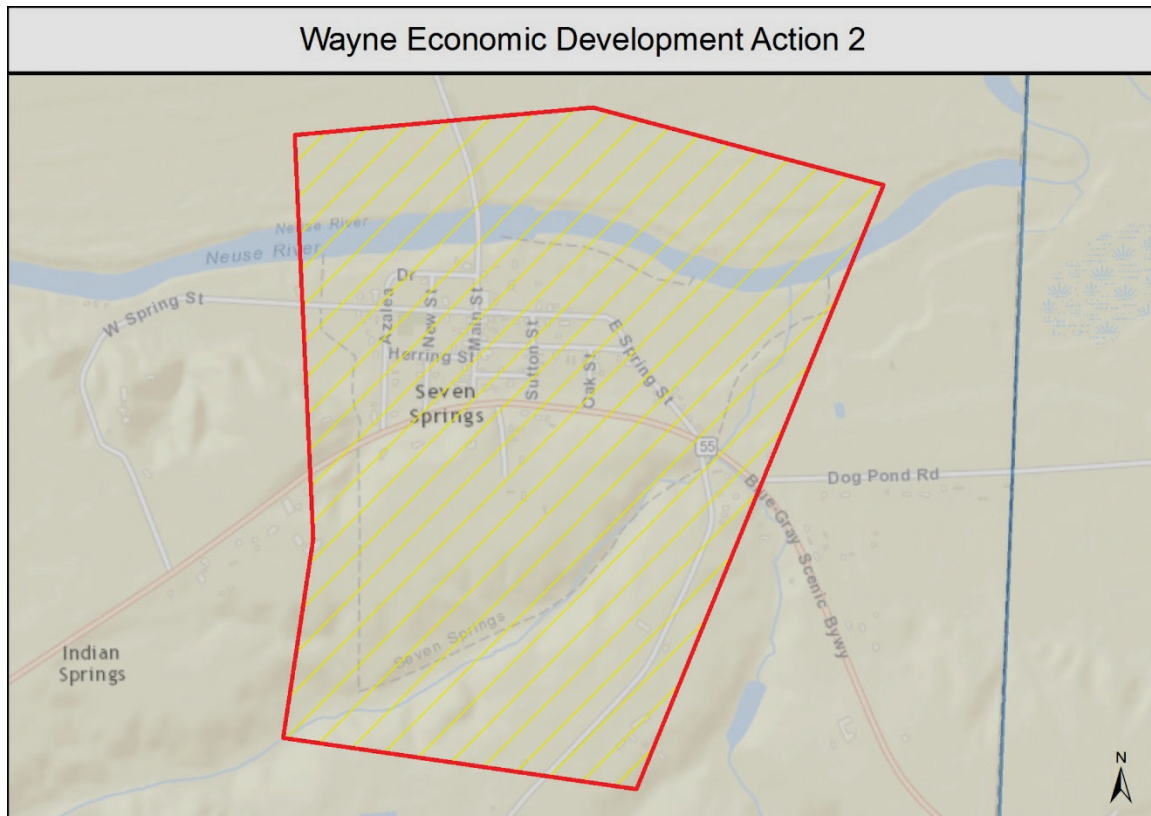 Wayne Economic Development Action 2
Neuse River
Neuse River
W Spring St
Dr
Azalea
New St
Main St
Herring St
Sutton St
Oak St
E Spring St
Seven
Springs
55
Dog Pond Rd
Blue-Gray Scenic Bywy
Seven Springs
Indian
Springs
N